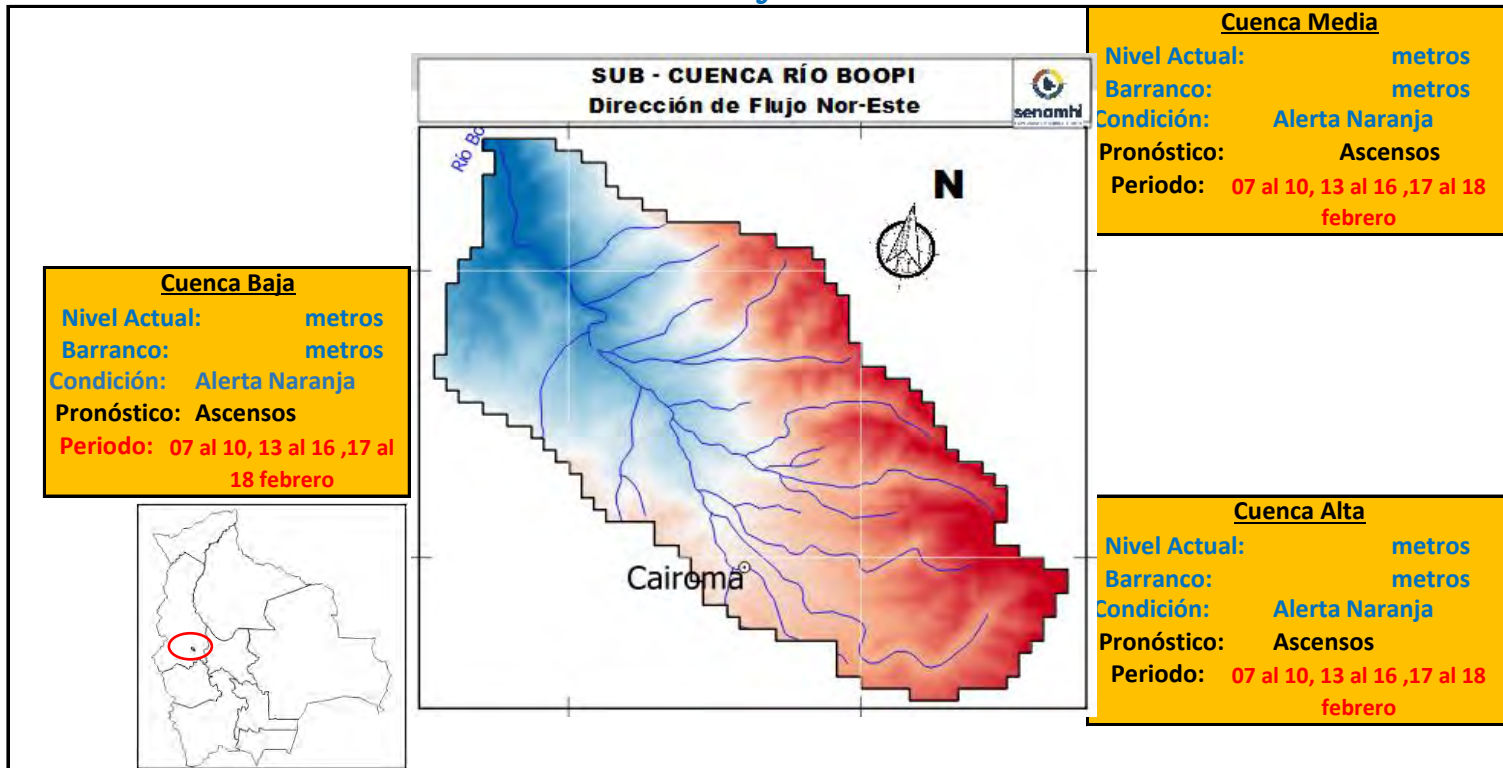 SUB - CUENCA RÍO BOOPI
Dirección de Flujo Nor-Este
senamhi
Río Bo
N
Cairoma
Cuenca Media
Nivel Actual: metros
Barranco: metros
Condición: Alerta Naranja
Pronóstico: Ascensos
Periodo: 07 al 10, 13 al 16 ,17 al 18
febrero
Cuenca Baja
Nivel Actual: metros
Barranco: metros
Condición: Alerta Naranja
Pronóstico: Ascensos
Periodo: 07 al 10, 13 al 16 ,17 al
18 febrero
Cuenca Alta
Nivel Actual: metros
Barranco: metros
Condición: Alerta Naranja
Pronóstico: Ascensos
Periodo: 07 al 10, 13 al 16 ,17 al 18
febrero